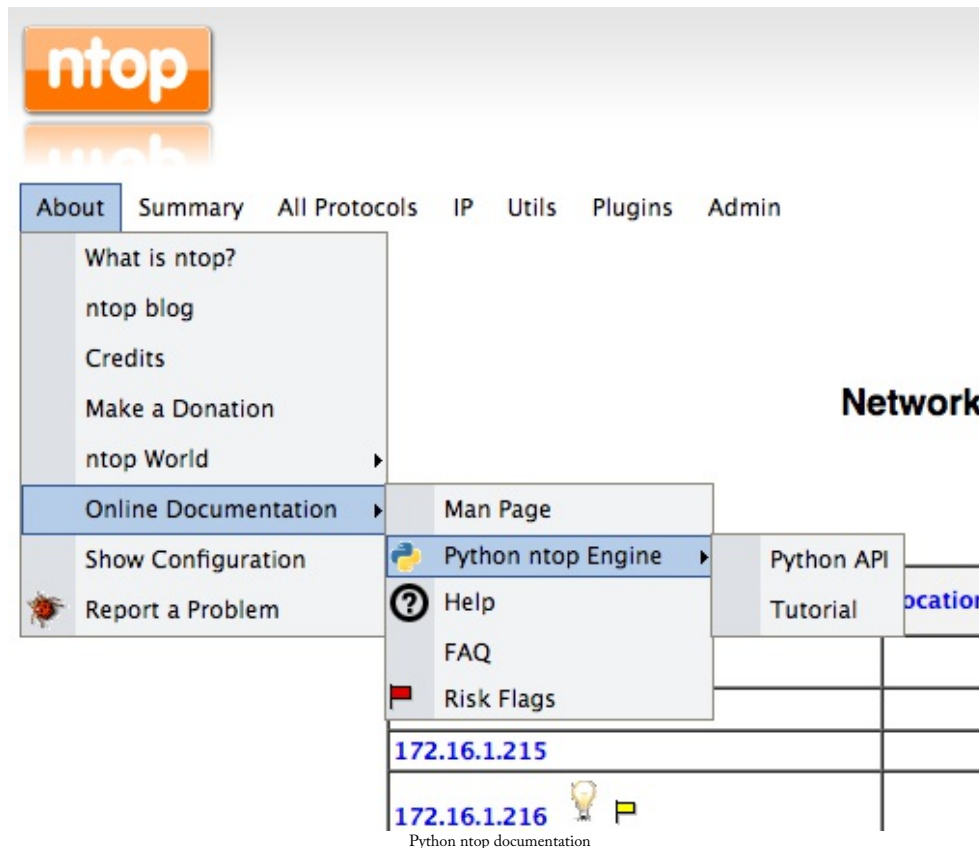 ntop
About Summary All Protocols IP Utils Plugins Admin
What is ntop?
ntop blog
Credits
Make a Donation
ntop World
Online Documentation
Show Configuration
Report a Problem
Man Page
Python ntop Engine
Help
FAQ
Risk Flags
Python API
Tutorial
Network
ocation
172.16.1.215
172.16.1.216
Python ntop documentation